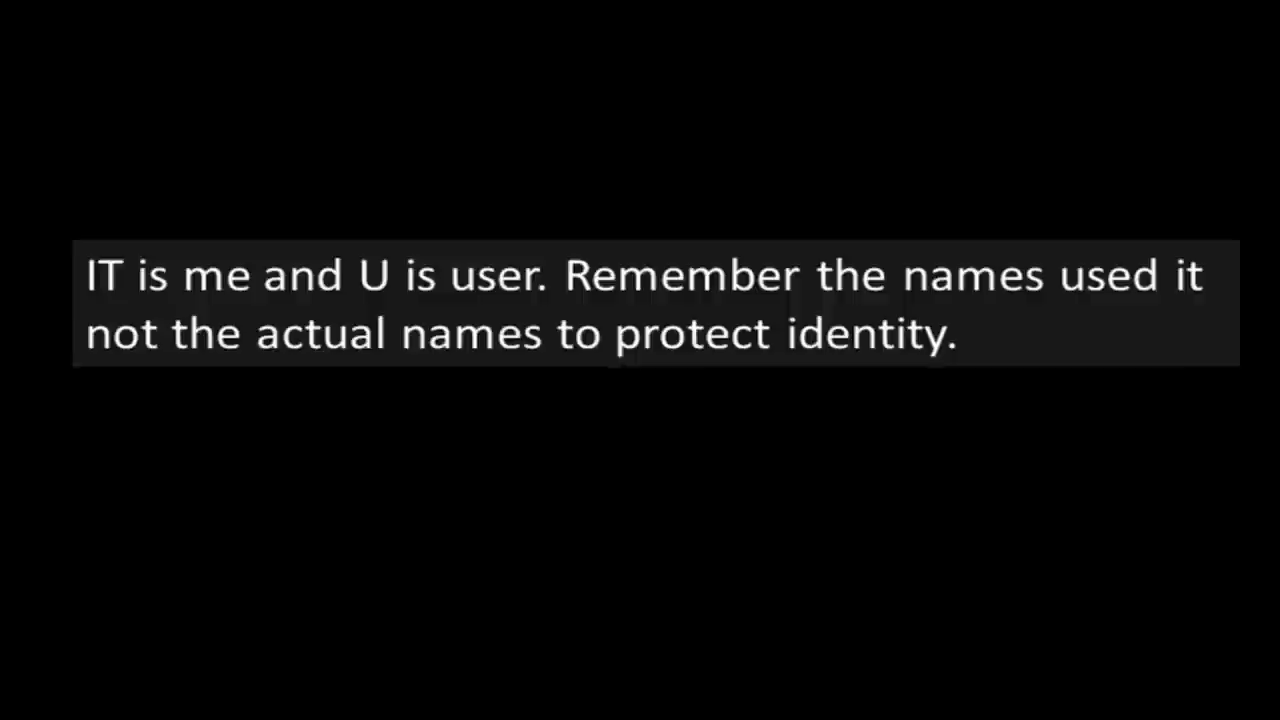 IT is me and U is user. Remember the names used it
not the actual names to protect identity.